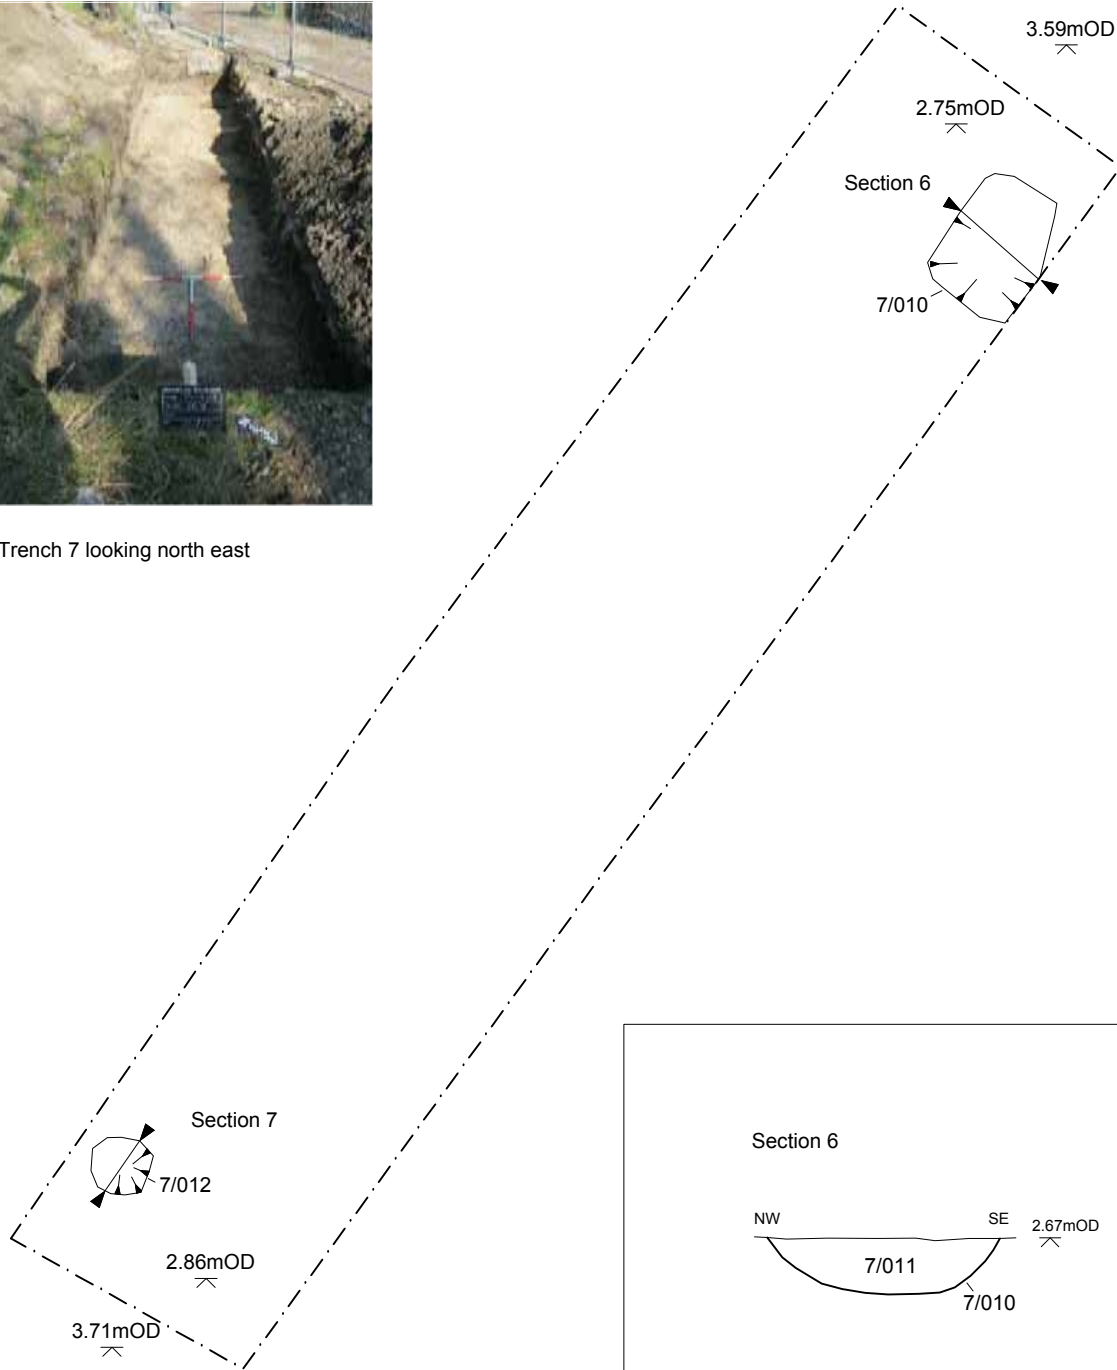 3.59mOD
2.75mOD
Section 6
7/010
Trench 7 looking north east
Section 7
7/012
2.86mOD
3.71mOD
Section 6
NW
SE
2.67mOD
7/011
7/010